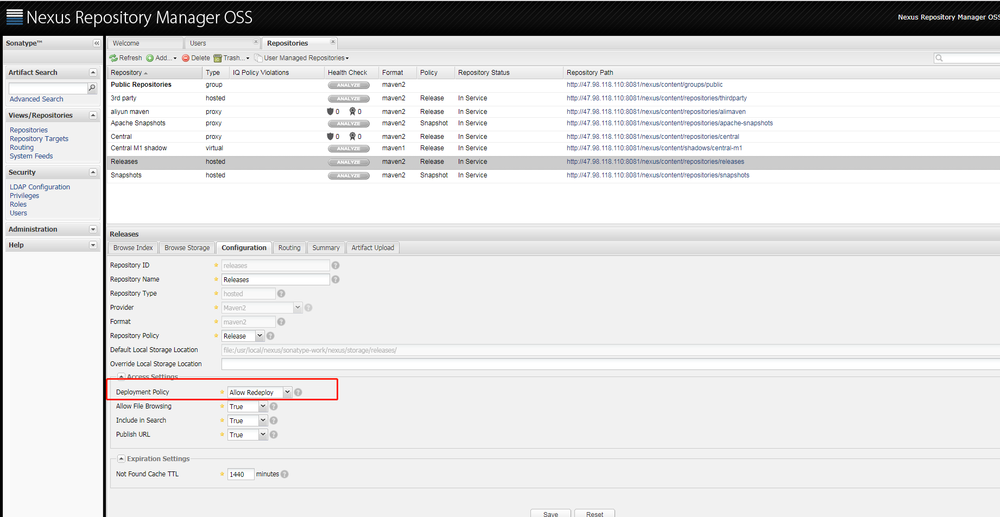 Nexus Repository Manager OSS
Nexus Repository Manager OSS
Sonatype™
Welcome
Users
Repositories
Refresh
Add...
Delete
Trash...
User Managed Repositories
Artifact Search
Advanced Search
Views/Repositories
Repositories
Repository Targets
Routing
System Feeds
Security
LDAP Configuration
Privileges
Roles
Users
Administration
Help
Repository Type IQ Policy Violations Health Check Format Policy Repository Status Repository Path
Public Repositories group ANALYZE maven2 http://47.98.118.110:8081/nexus/content/groups/public
3rd party hosted ANALYZE maven2 Release In Service http://47.98.118.110:8081/nexus/content/repositories/thirdparty
aliyun maven proxy 0 0 maven2 Release In Service http://47.98.118.110:8081/nexus/content/repositories/alimaven
Apache Snapshots proxy ANALYZE maven2 Snapshot In Service http://47.98.118.110:8081/nexus/content/repositories/apache-snapshots
Central proxy 0 0 maven2 Release In Service http://47.98.118.110:8081/nexus/content/repositories/central
Central M1 shadow virtual ANALYZE maven1 Release In Service http://47.98.118.110:8081/nexus/content/shadows/central-m1
Releases hosted ANALYZE maven2 Release In Service http://47.98.118.110:8081/nexus/content/repositories/releases
Snapshots hosted ANALYZE maven2 Snapshot In Service http://47.98.118.110:8081/nexus/content/repositories/snapshots
Releases
Browse Index Browse Storage Configuration Routing Summary Artifact Upload
Repository ID releases
Repository Name Releases
Repository Type hosted
Provider Maven2
Format maven2
Repository Policy Release
Default Local Storage Location file:/usr/local/nexus/sonatype-work/nexus/storage/releases/
Override Local Storage Location
Access Settings
Deployment Policy Allow Redeploy
Allow File Browsing True
Include in Search True
Publish URL True
Expiration Settings
Not Found Cache TTL 1440 minutes
Save Reset